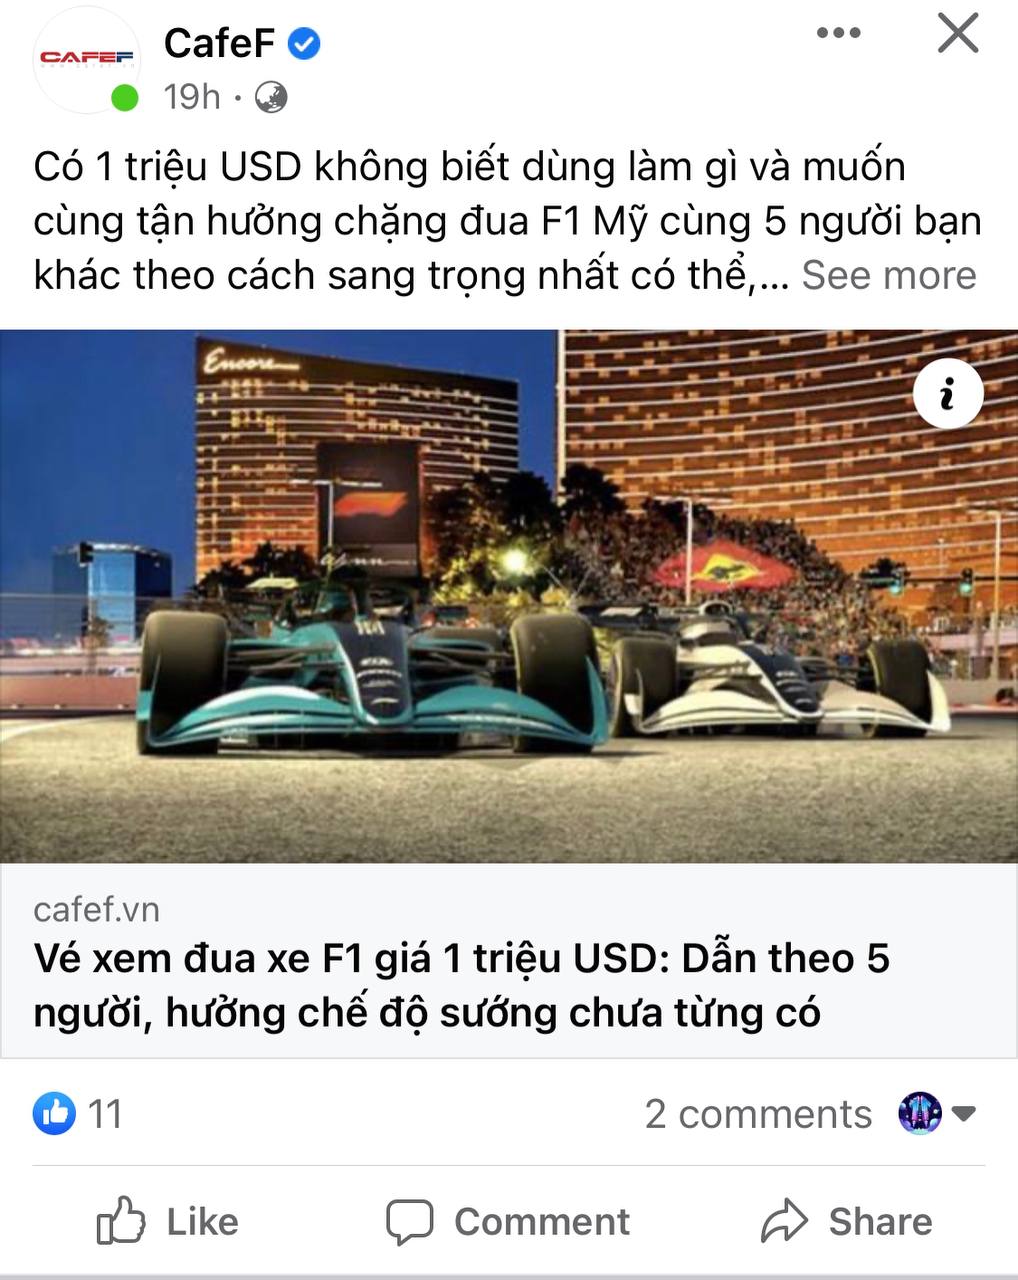 CAFEF
CafeF
19h ·
Có 1 triệu USD không biết dùng làm gì và muốn
cùng tận hưởng chặng đua F1 Mỹ cùng 5 người bạn
khác theo cách sang trọng nhất có thể,... See more
Encore
i
Wynn
cafef.vn
Vé xem đua xe F1 giá 1 triệu USD: Dẫn theo 5
người, hưởng chế độ sướng chưa từng có
11
2 comments
Like
Comment
Share